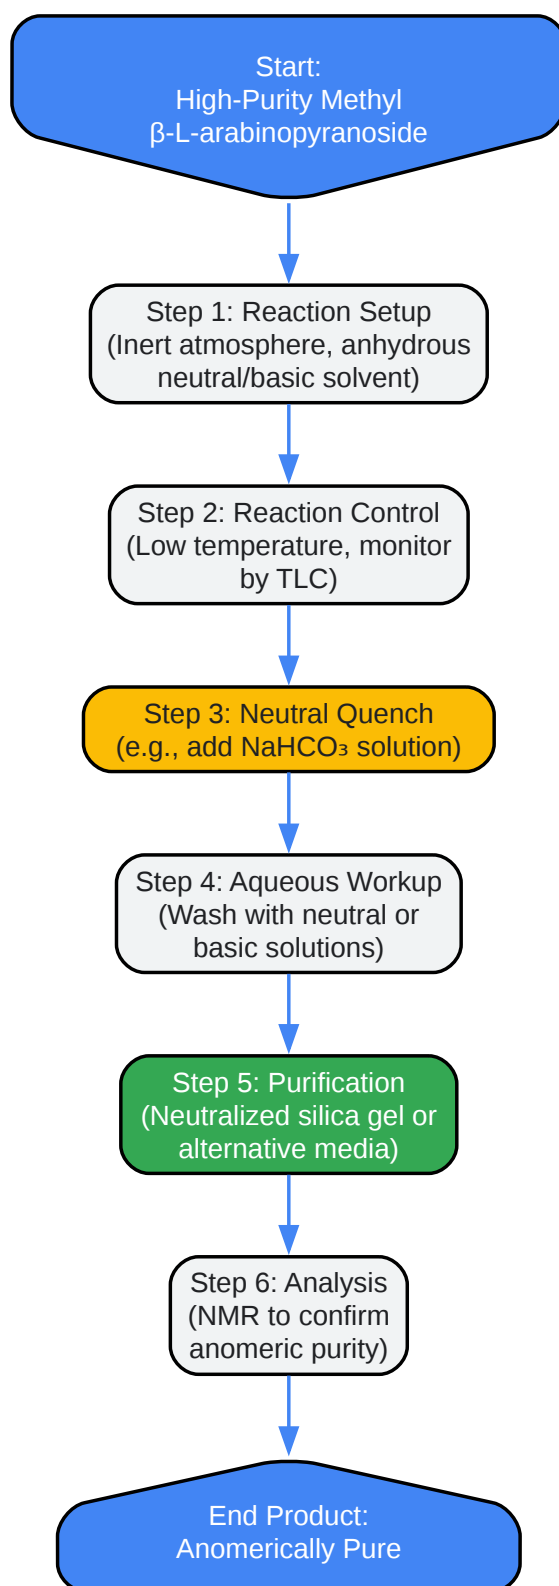 Start:
High-Purity Methyl
β-L-arabinopyranoside
Step 1: Reaction Setup
(Inert atmosphere, anhydrous
neutral/basic solvent)
Step 2: Reaction Control
(Low temperature, monitor
by TLC)
Step 3: Neutral Quench
(e.g., add NaHCO₃ solution)
Step 4: Aqueous Workup
(Wash with neutral or
basic solutions)
Step 5: Purification
(Neutralized silica gel or
alternative media)
Step 6: Analysis
(NMR to confirm
anomeric purity)
End Product:
Anomerically Pure